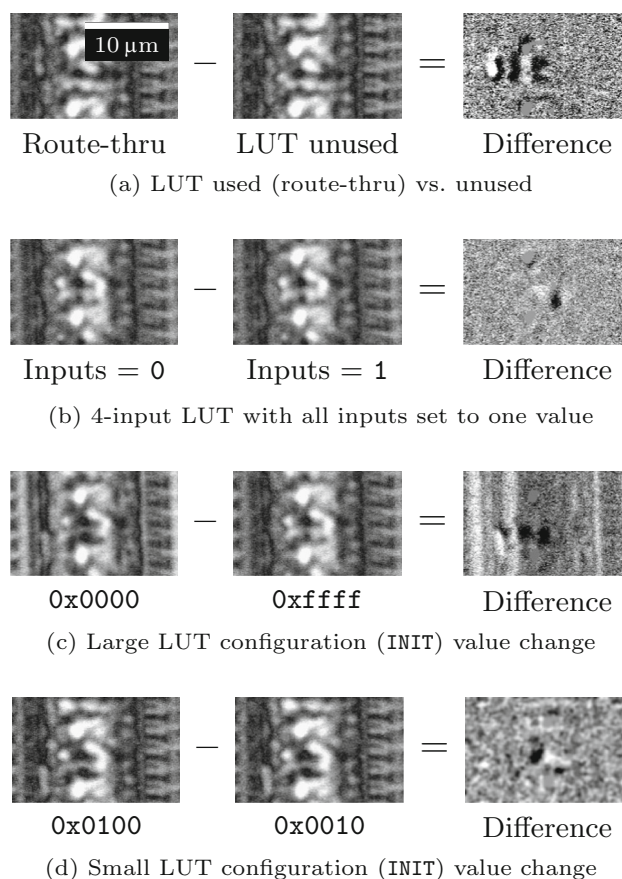 10 µm
− =
Route-thru LUT unused Difference
(a) LUT used (route-thru) vs. unused
− =
Inputs = 0 Inputs = 1 Difference
(b) 4-input LUT with all inputs set to one value
− =
0x0000 0xffff Difference
(c) Large LUT configuration (INIT) value change
− =
0x0100 0x0010 Difference
(d) Small LUT configuration (INIT) value change